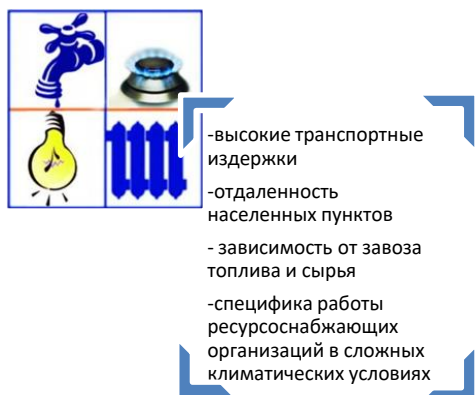 -высокие транспортные
издержки
-отдаленность
населенных пунктов
- зависимость от завоза
топлива и сырья
-специфика работы
ресурсоснабжающих
организаций в сложных
климатических условиях